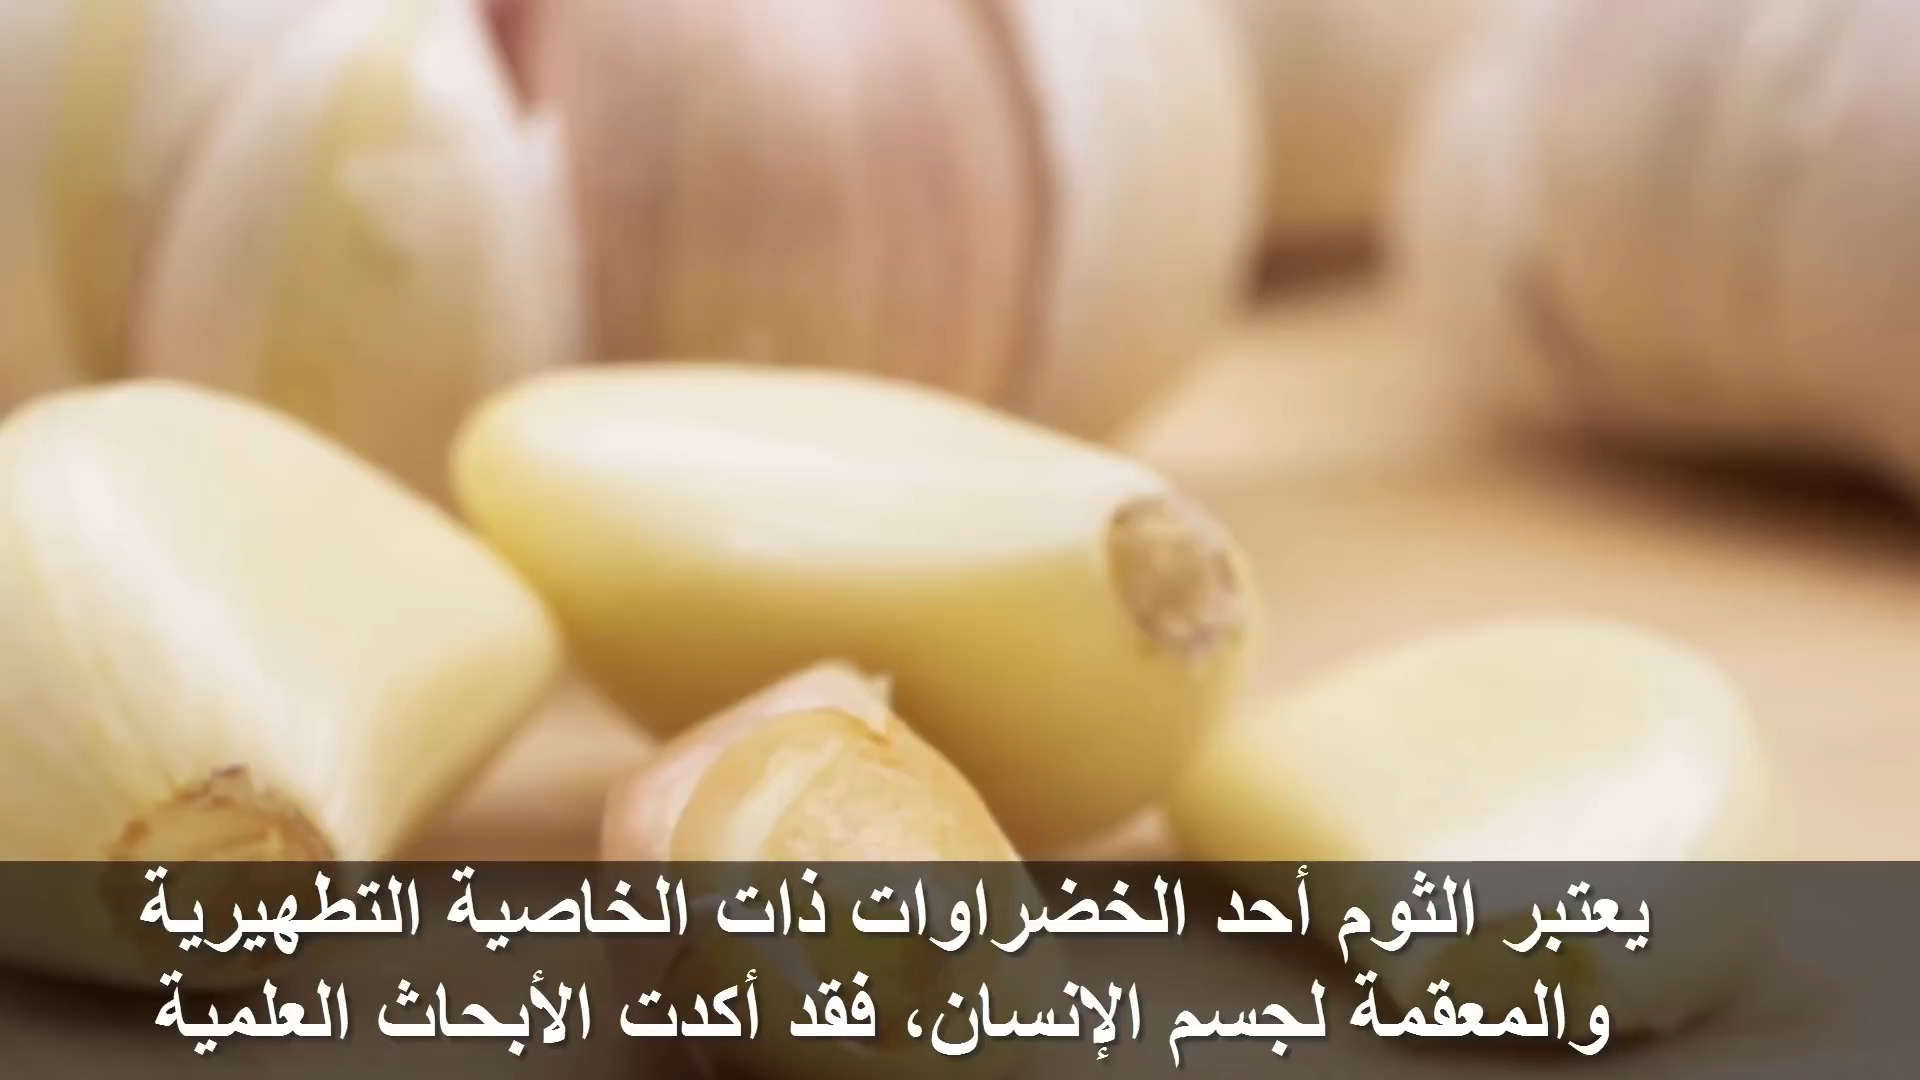 يعتبر الثوم أحد الخضراوات ذات الخاصية التطهيرية
والمعقمة لجسم الإنسان، فقد أكدت الأبحاث العلمية